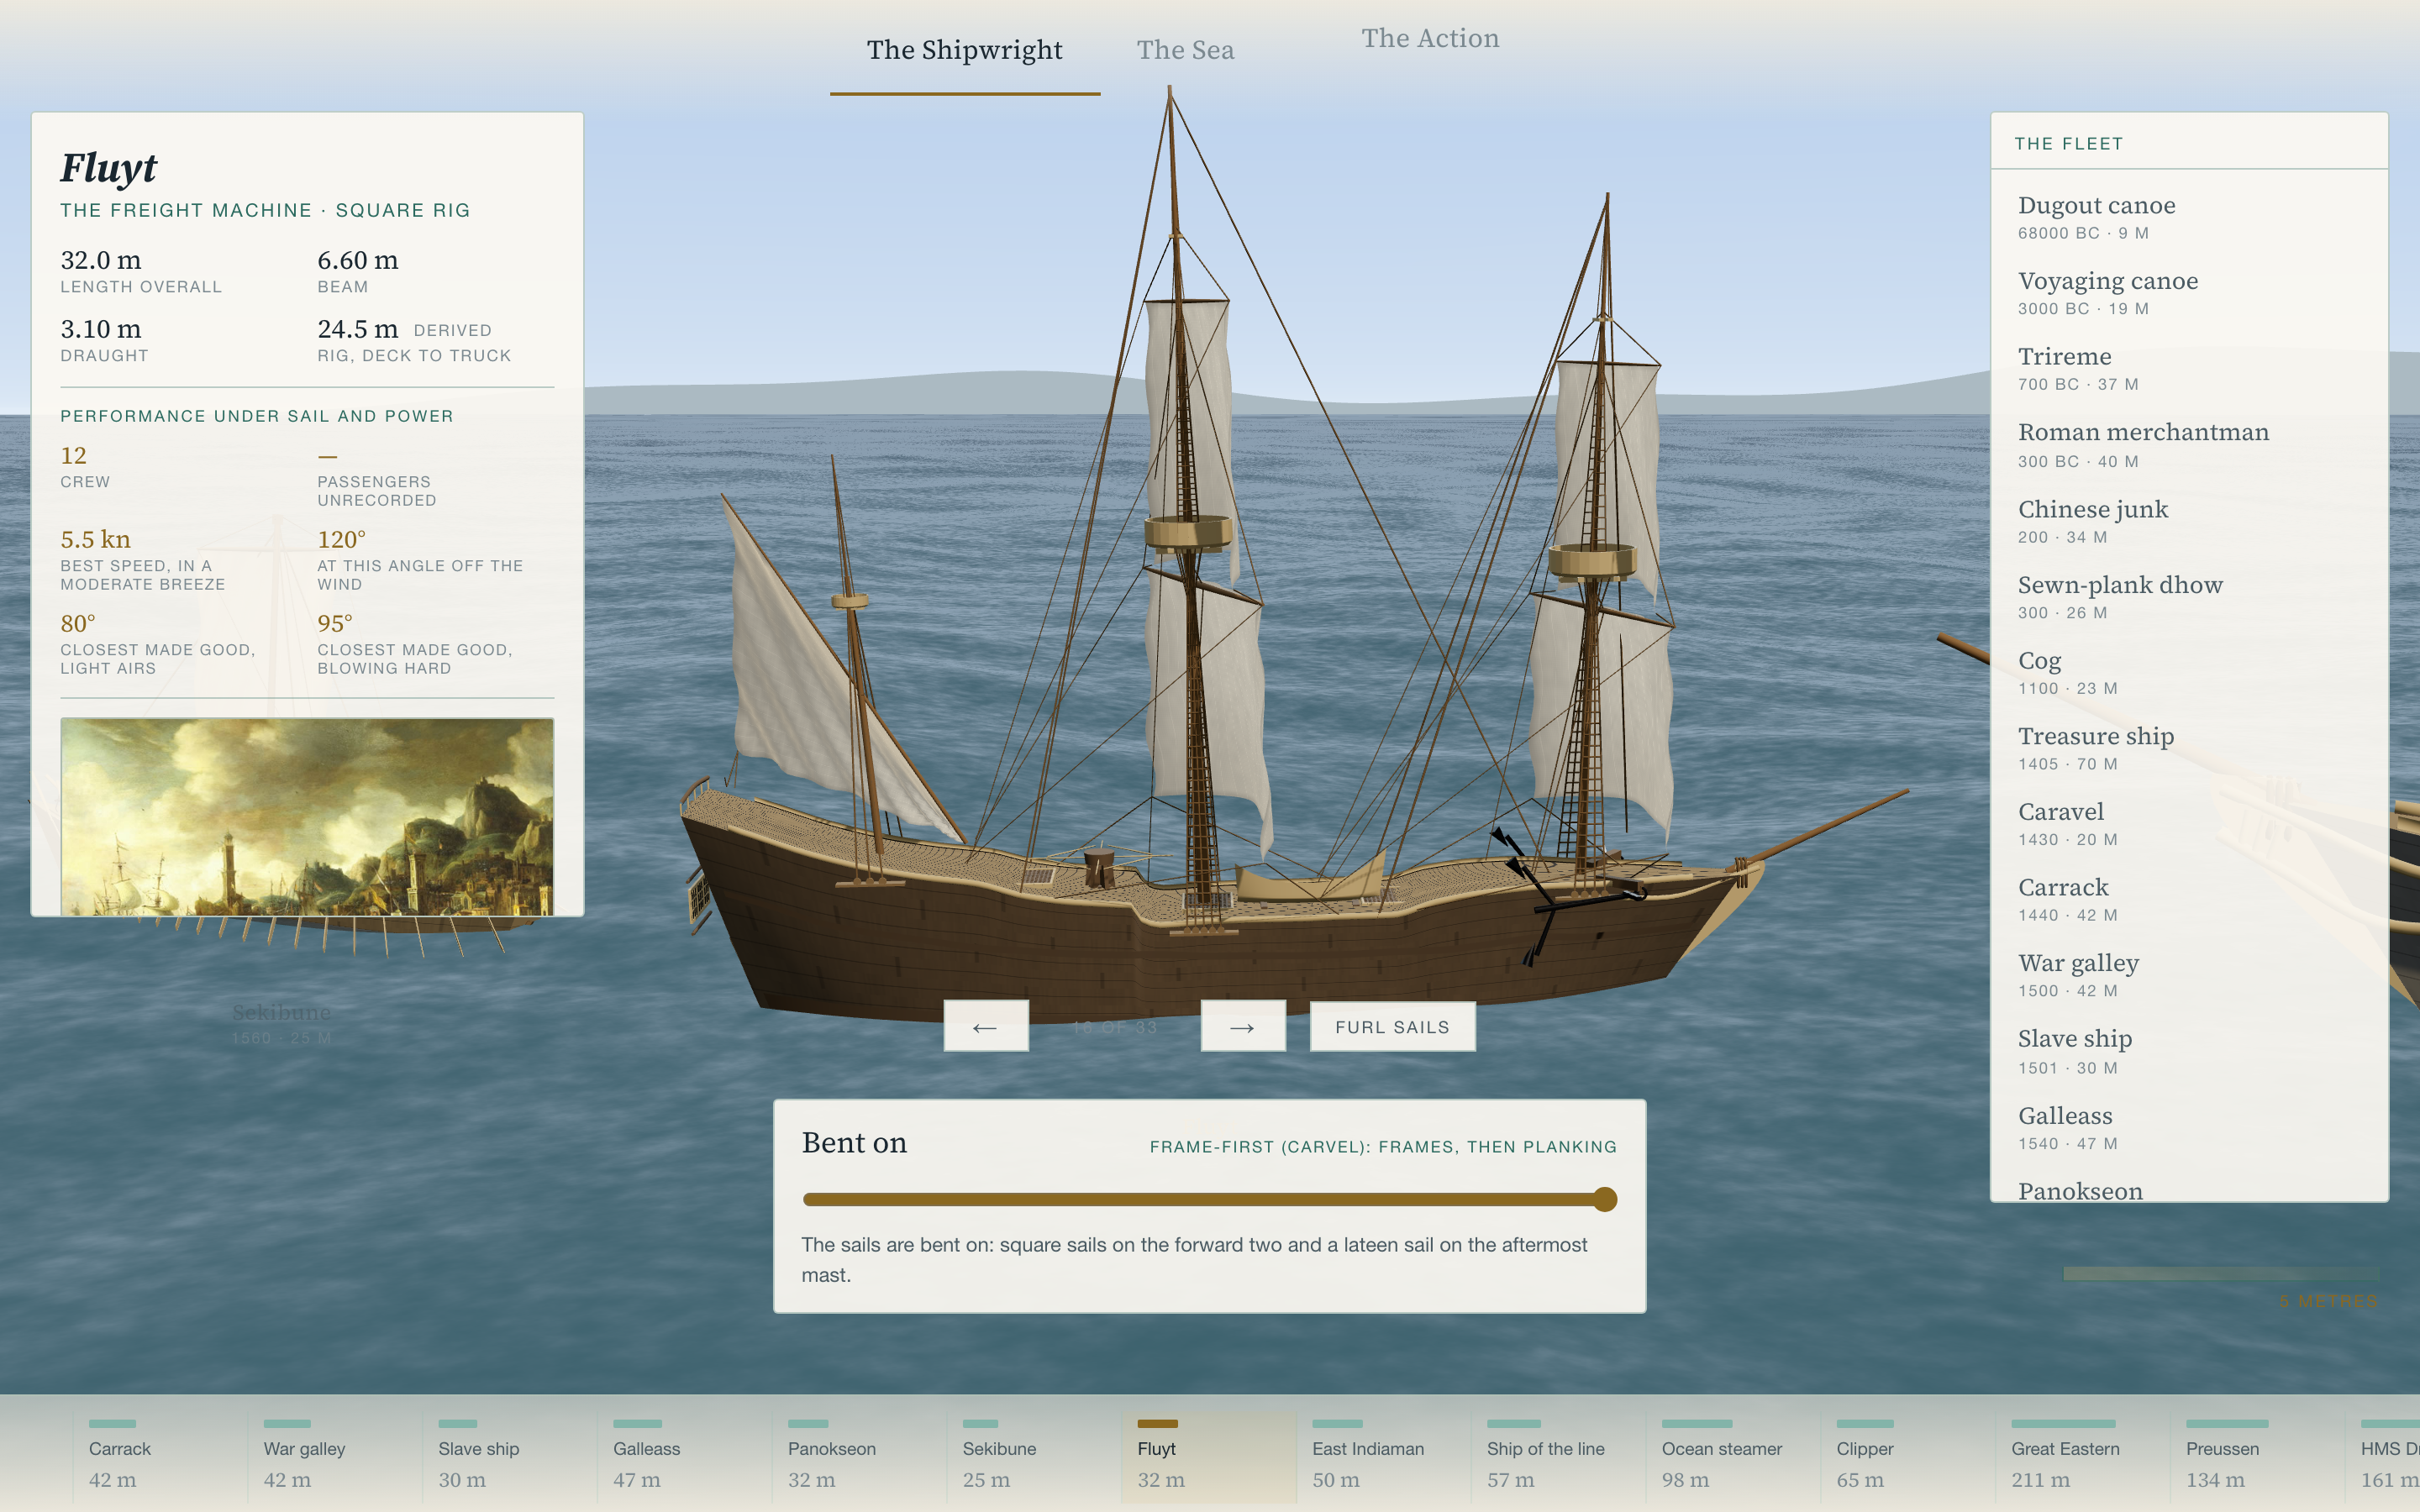 The Shipwright
The Sea
The Action
Fluyt
THE FREIGHT MACHINE · SQUARE RIG
32.0 m
LENGTH OVERALL
6.60 m
BEAM
3.10 m
DRAUGHT
24.5 m DERIVED
RIG, DECK TO TRUCK
PERFORMANCE UNDER SAIL AND POWER
12
CREW
—
PASSENGERS
UNRECORDED
5.5 kn
BEST SPEED, IN A
MODERATE BREEZE
120°
AT THIS ANGLE OFF THE
WIND
80°
CLOSEST MADE GOOD,
LIGHT AIRS
95°
CLOSEST MADE GOOD,
BLOWING HARD
Sekibune
1560 · 25 M
←
16 OF 33
→
FURL SAILS
Bent on
FRAME-FIRST (CARVEL): FRAMES, THEN PLANKING
The sails are bent on: square sails on the forward two and a lateen sail on the aftermost
mast.
THE FLEET
Dugout canoe
68000 BC · 9 M
Voyaging canoe
3000 BC · 19 M
Trireme
700 BC · 37 M
Roman merchantman
300 BC · 40 M
Chinese junk
200 · 34 M
Sewn-plank dhow
300 · 26 M
Cog
1100 · 23 M
Treasure ship
1405 · 70 M
Caravel
1430 · 20 M
Carrack
1440 · 42 M
War galley
1500 · 42 M
Slave ship
1501 · 30 M
Galleass
1540 · 47 M
Panokseon
5 METRES
Carrack
42 m
War galley
42 m
Slave ship
30 m
Galleass
47 m
Panokseon
32 m
Sekibune
25 m
Fluyt
32 m
East Indiaman
50 m
Ship of the line
57 m
Ocean steamer
98 m
Clipper
65 m
Great Eastern
211 m
Preussen
134 m
HMS
161 m